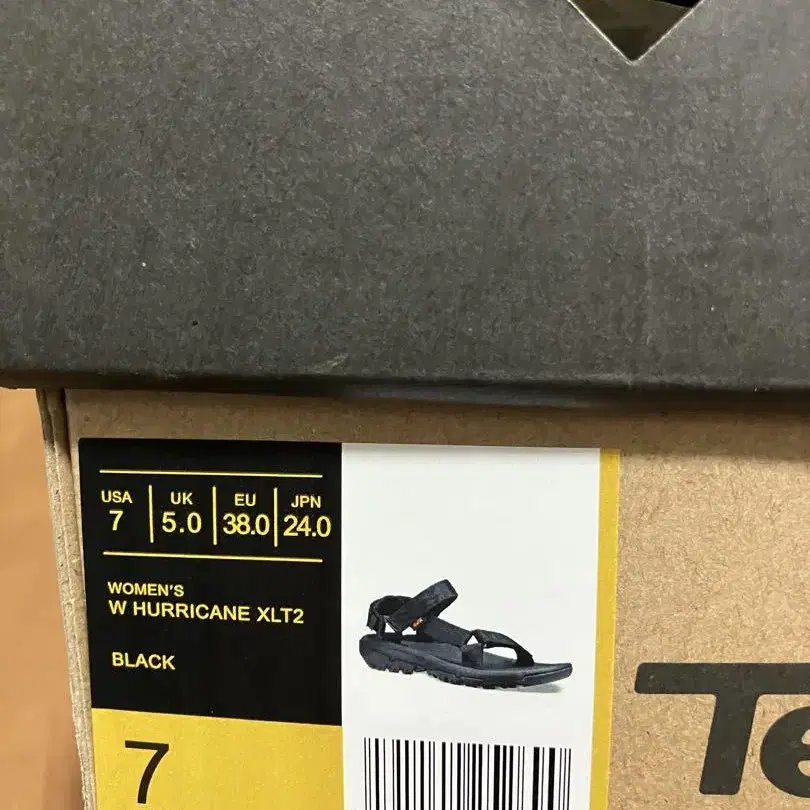 USA UK EU JPN
7 5.0 38.0 24.0
WOMEN'S
W HURRICANE XLT2
BLACK
7
Te